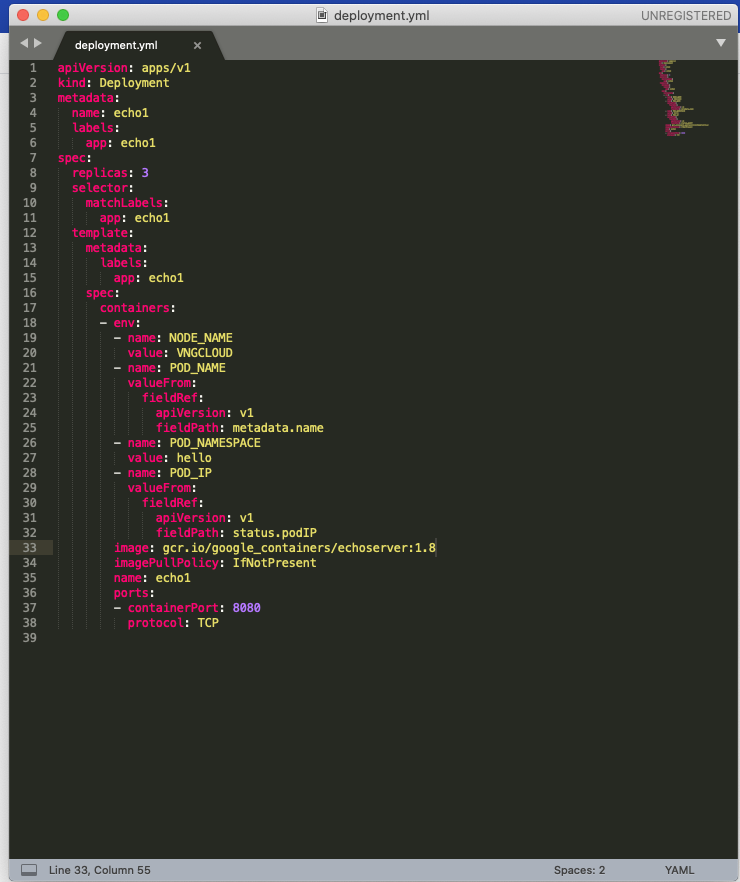 deployment.yml
UNREGISTERED
deployment.yml ×
1 apiVersion: apps/v1
2 kind: Deployment
3 metadata:
4   name: echo1
5   labels:
6     app: echo1
7 spec:
8   replicas: 3
9   selector:
10     matchLabels:
11       app: echo1
12   template:
13     metadata:
14       labels:
15         app: echo1
16     spec:
17       containers:
18       - env:
19         - name: NODE_NAME
20           value: VNGCLOUD
21         - name: POD_NAME
22           valueFrom:
23             fieldRef:
24               apiVersion: v1
25               fieldPath: metadata.name
26         - name: POD_NAMESPACE
27           value: hello
28         - name: POD_IP
29           valueFrom:
30             fieldRef:
31               apiVersion: v1
32               fieldPath: status.podIP
33         image: gcr.io/google_containers/echoserver:1.8
34         imagePullPolicy: IfNotPresent
35         name: echo1
36         ports:
37         - containerPort: 8080
38           protocol: TCP
39
Line 33, Column 55
Spaces: 2
YAML